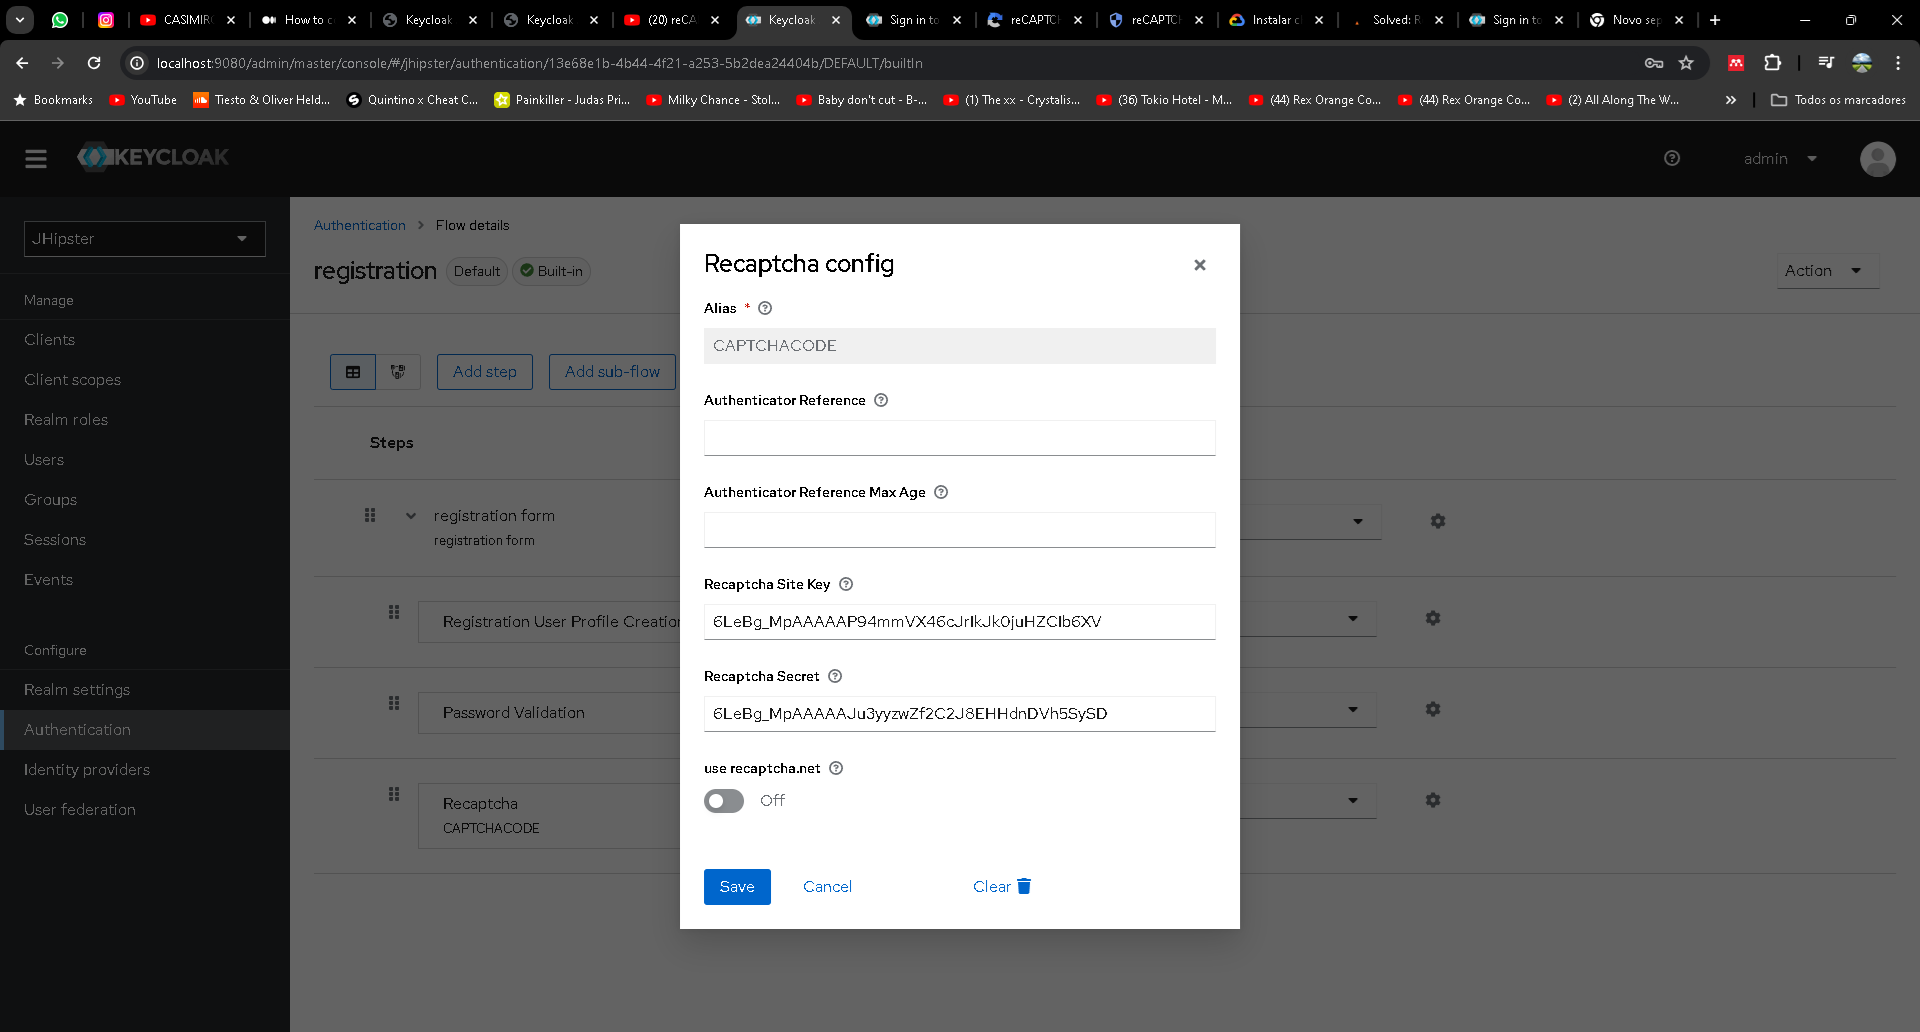 CASIMIR
How to c
Keycloak
Keycloak
(20) reCA
Keycloak
Sign in to
reCAPTCH
reCAPTC
Instalar c
Solved: R
Sign in to
Novo sep
localhost:9080/admin/master/console/#/jhipster/authentication/13e68e1b-4b44-4f21-a253-5b2dea24404b/DEFAULT/builtIn
Bookmarks
YouTube
Tiesto & Oliver Held...
Quintino x Cheat C...
Painkiller - Judas Pri...
Milky Chance - Stol...
Baby don't cut - B-...
(1) The xx - Crystalis...
(36) Tokio Hotel - M...
(44) Rex Orange Co...
(44) Rex Orange Co...
(2) All Along The W...
Todos os marcadores
KEYCLOAK
admin
JHipster
Manage
Clients
Client scopes
Realm roles
Users
Groups
Sessions
Events
Configure
Realm settings
Authentication
Identity providers
User federation
Authentication > Flow details
registration
Default
Built-in
Action
Add step
Add sub-flow
Steps
registration form
registration form
Registration User Profile Creation
Password Validation
Recaptcha
CAPTCHACODE
Recaptcha config
Alias *
CAPTCHACODE
Authenticator Reference
Authenticator Reference Max Age
Recaptcha Site Key
6LeBg_MpAAAAAP94mmVX46cJrIkJk0juHZCIb6XV
Recaptcha Secret
6LeBg_MpAAAAAJu3yyzwZf2C2J8EHHdnDVh5SySD
use recaptcha.net
Off
Save
Cancel
Clear